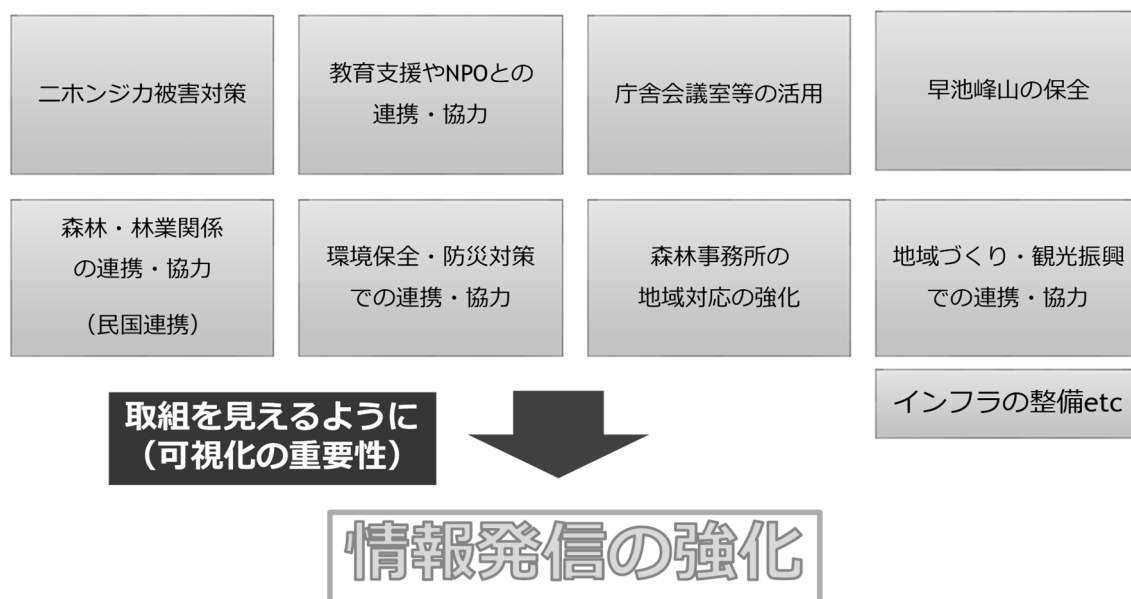 ニホンジカ被害対策
教育支援やNPOとの
連携・協力
庁舎会議室等の活用
早池峰山の保全
森林・林業関係
の連携・協力
（民国連携）
環境保全・防災対策
での連携・協力
森林事務所の
地域対応の強化
地域づくり・観光振興
での連携・協力
インフラの整備etc
取組を見えるように
（可視化の重要性）
情報発信の強化